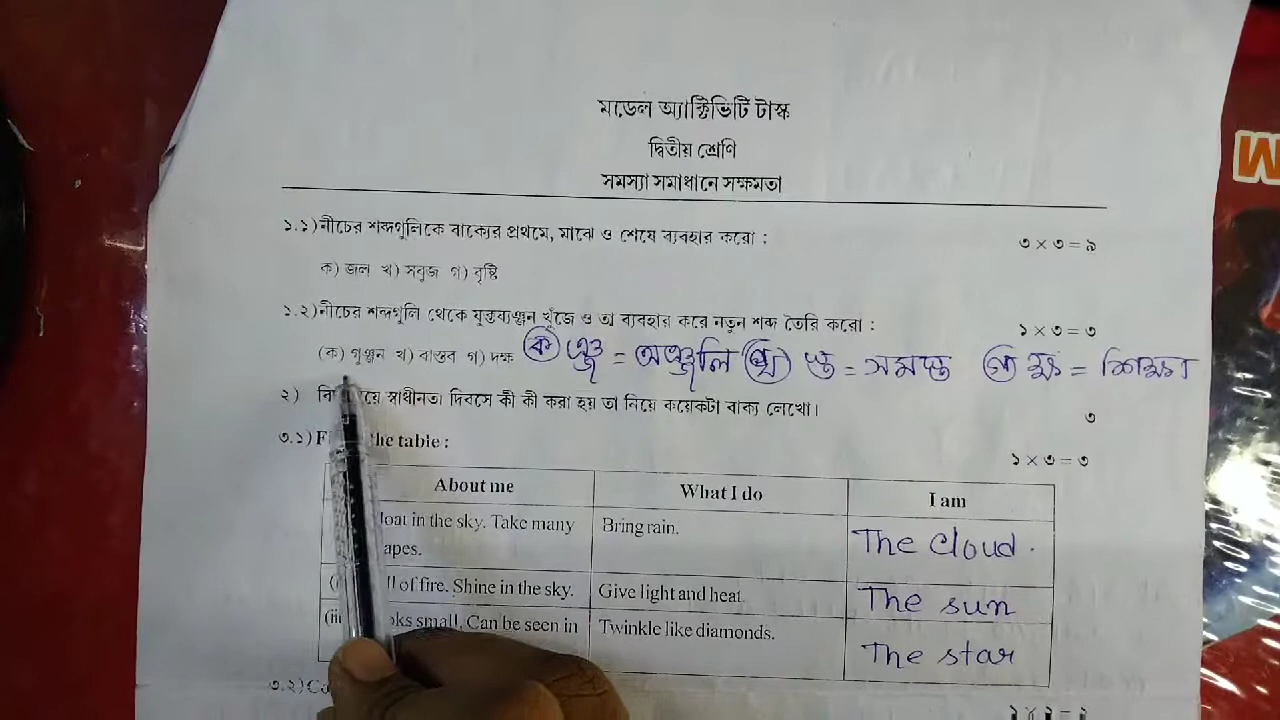 মডেল অ্যাক্টিভিটি টাস্ক
দ্বিতীয় শ্রেণি
সমস্যা সমাধানে সক্ষমতা
১.১) নীচের শব্দগুলিকে বাক্যের প্রথমে, মাঝে ও শেষে ব্যবহার করো : ৩ × ৩ = ৯
ক) জল খ) সবুজ গ) বৃষ্টি
১.২) নীচের শব্দগুলি থেকে যুক্তব্যঞ্জন খুঁজে ও তা ব্যবহার করে নতুন শব্দ তৈরি করো : ১ × ৩ = ৩
(ক) গুঞ্জন খ) বাস্তব গ) দক্ষ (ক) ঞ্জ = অঞ্জলি (খ) স্ত = সমস্ত (গ) ক্ষ = শিক্ষা
২) স্বাধীনতা দিবসে কী কী করা হয় তা নিয়ে কয়েকটা বাক্য লেখো। ৩
৩.১) the table : ১ × ৩ = ৩
About me What I do I am
in the sky. Take many Bring rain. The cloud.
of fire. Shine in the sky. Give light and heat. The sun
small. Can be seen in Twinkle like diamonds. The star
৩.২)